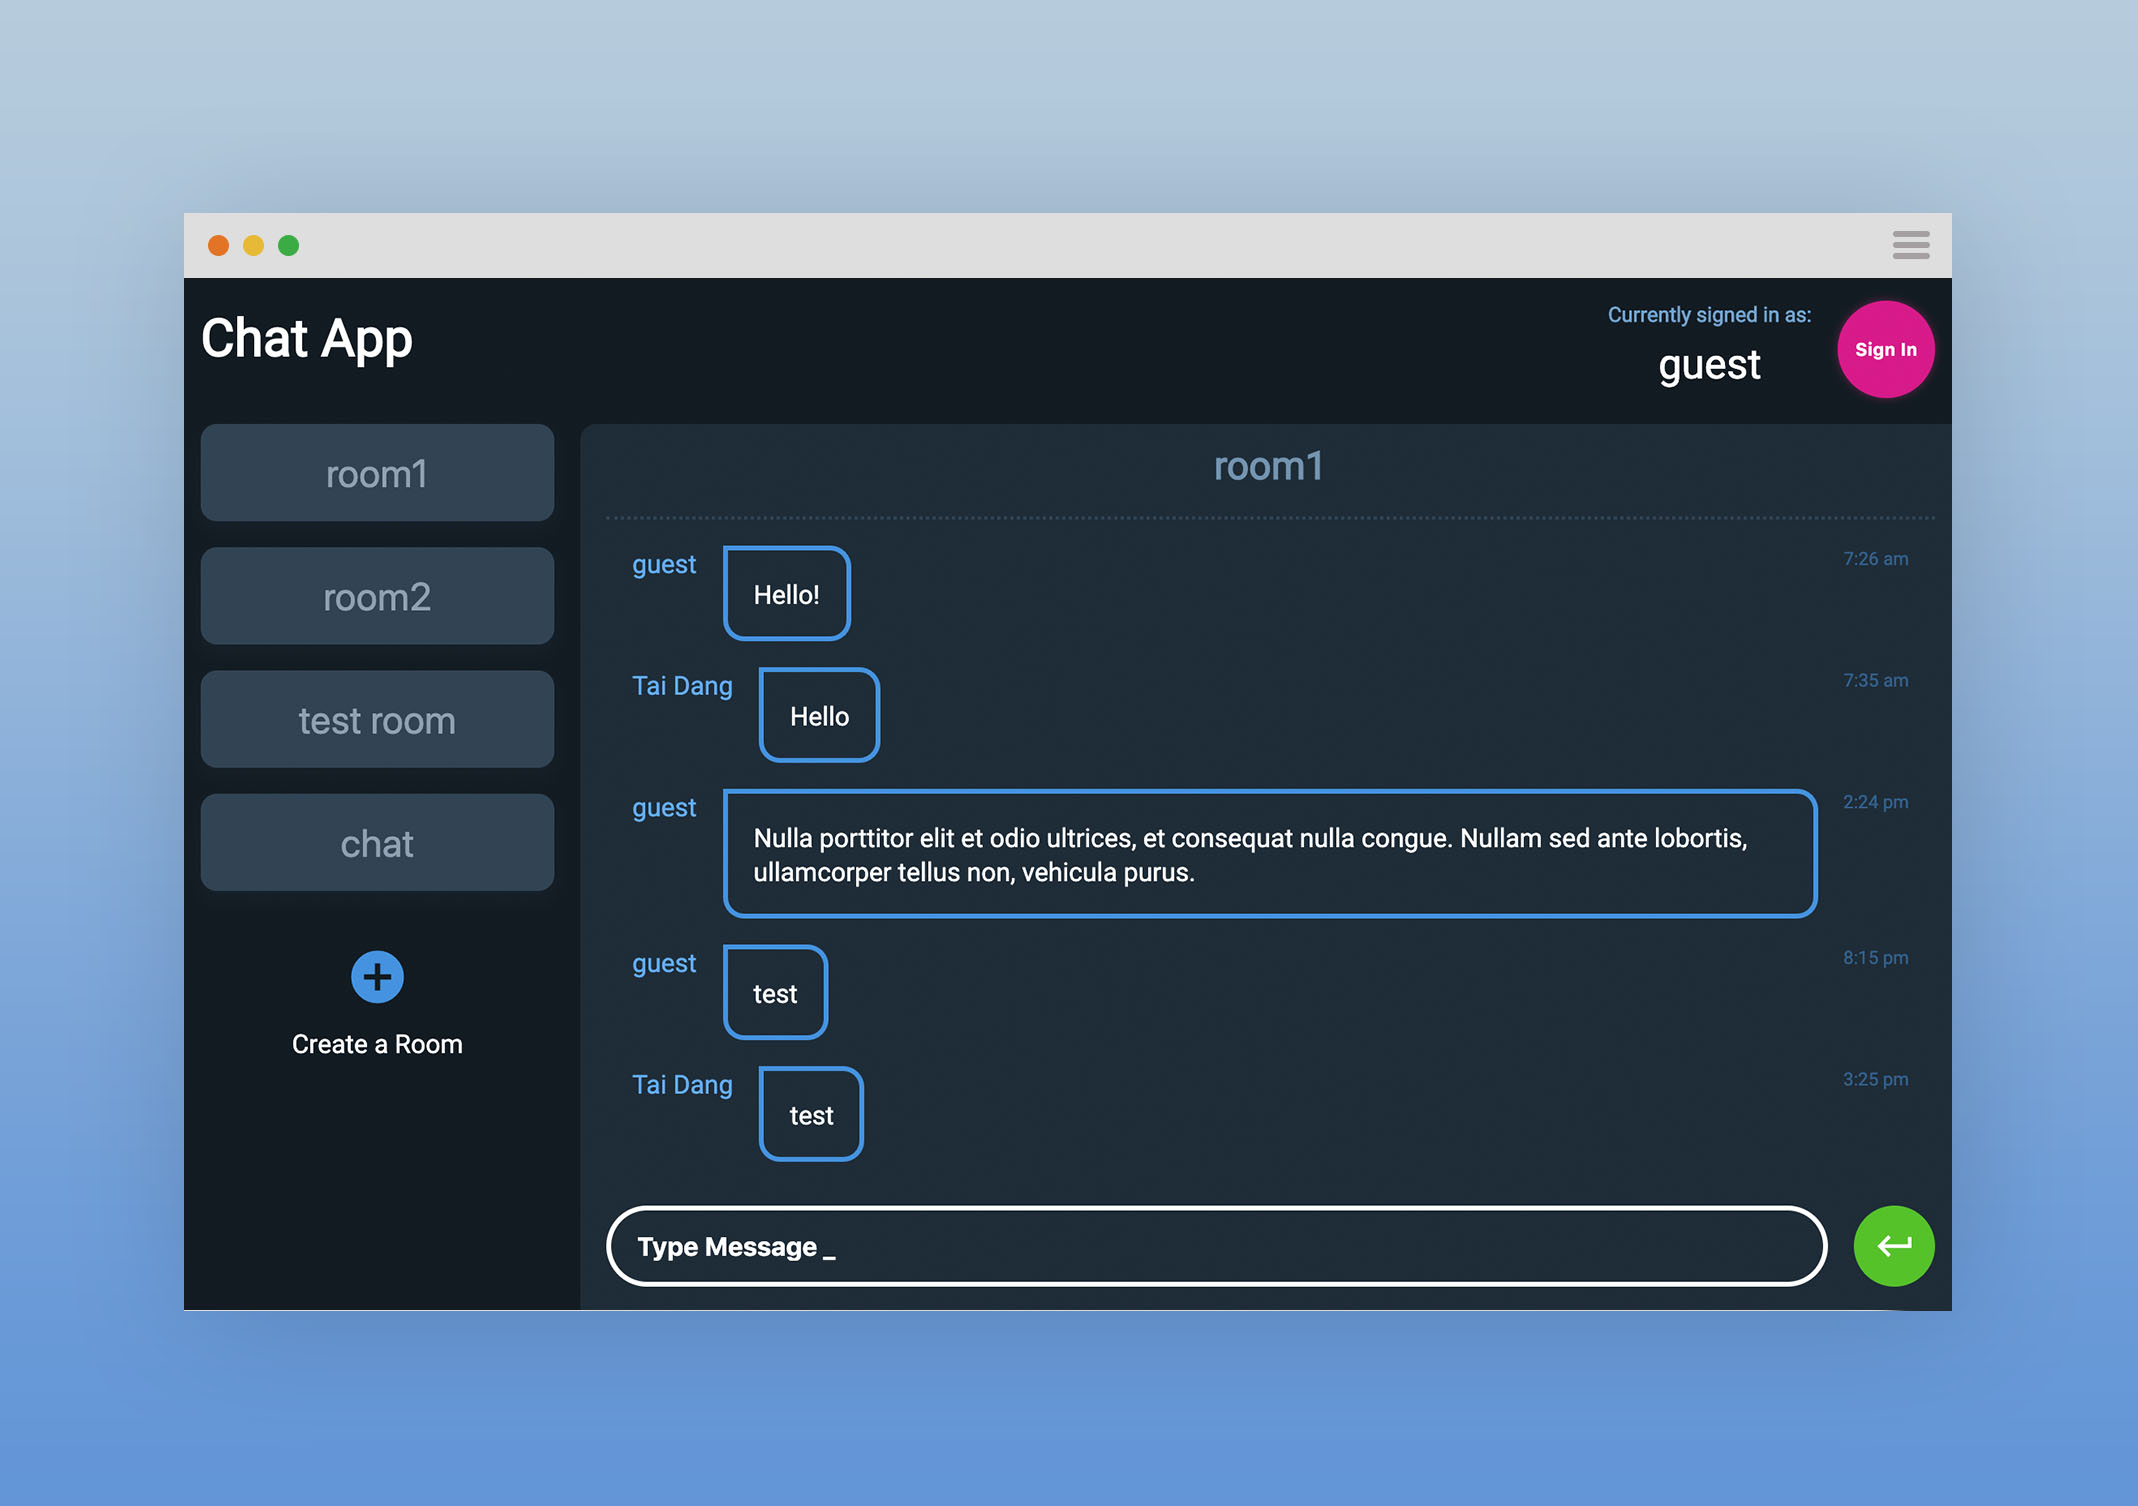 Chat App
Currently signed in as:
guest
Sign In
room1
room2
test room
chat
Create a Room
room1
guest
Hello!
7:26 am
Tai Dang
Hello
7:35 am
guest
Nulla porttitor elit et odio ultrices, et consequat nulla congue. Nullam sed ante lobortis,
ullamcorper tellus non, vehicula purus.
2:24 pm
guest
test
8:15 pm
Tai Dang
test
3:25 pm
Type Message _